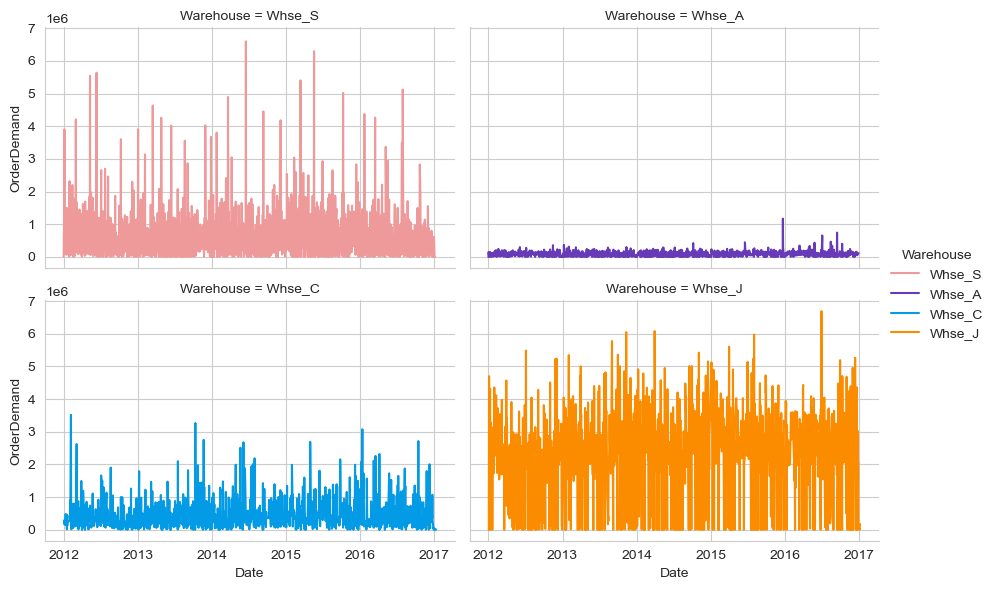 Warehouse = Whse_S
Warehouse = Whse_A
1e6
7
6
5
4
3
2
1
0
OrderDemand
Warehouse = Whse_C
Warehouse = Whse_J
1e6
7
6
5
4
3
2
1
0
OrderDemand
2012 2013 2014 2015 2016 2017
Date
2012 2013 2014 2015 2016 2017
Date
Warehouse
Whse_S
Whse_A
Whse_C
Whse_J